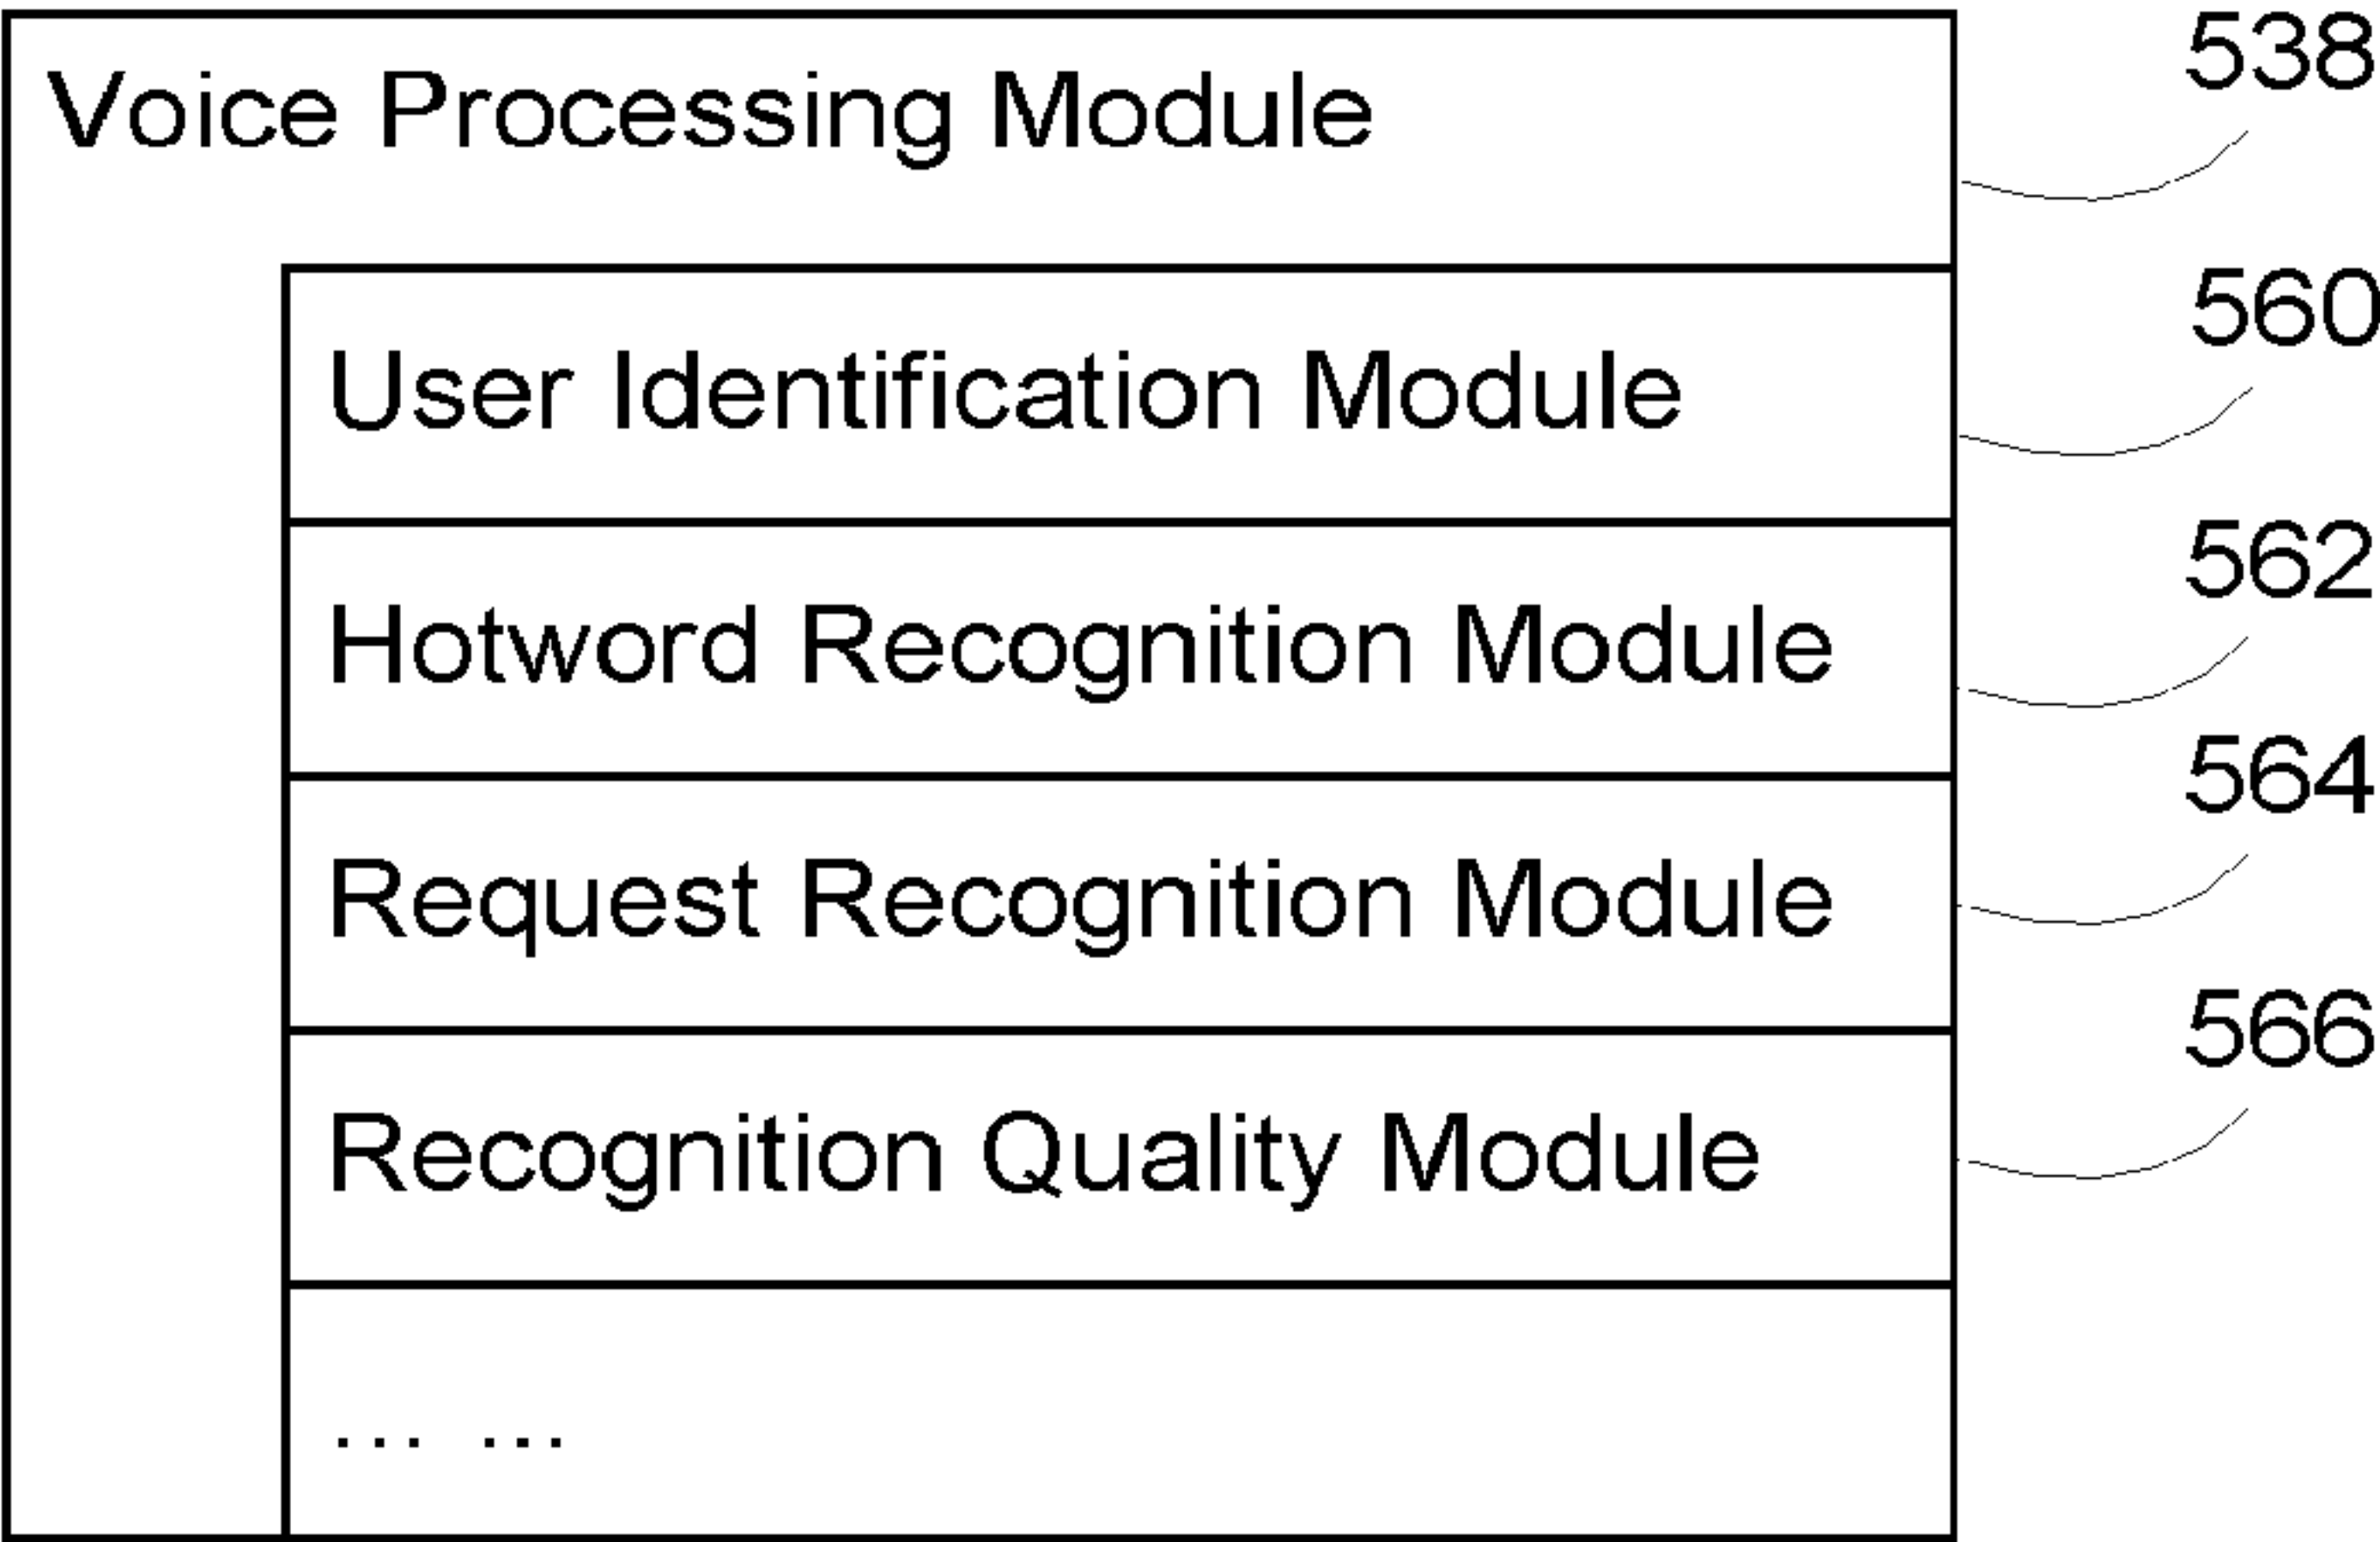 Voice Processing Module
538
User Identification Module
560
Hotword Recognition Module
562
Request Recognition Module
564
Recognition Quality Module
566
... ...